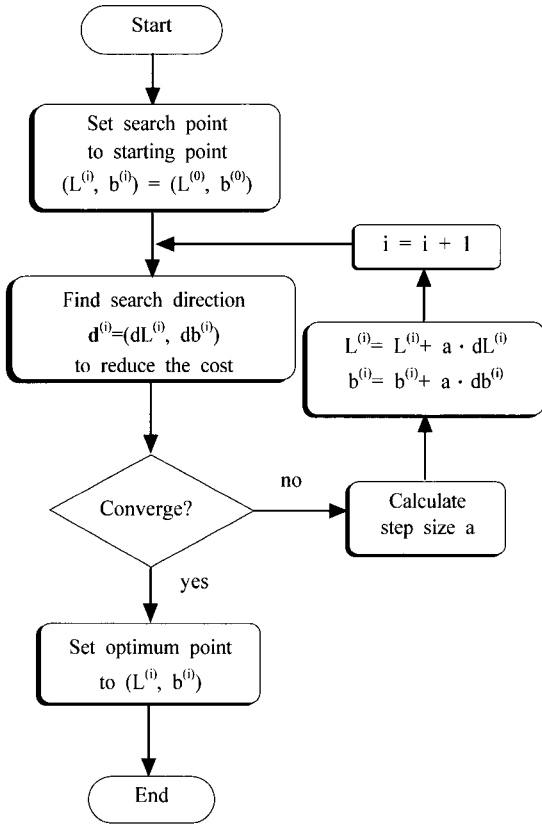 Start
Set search point
to starting point
(L^(i), b^(i)) = (L^(0), b^(0))
i = i + 1
Find search direction
d^(i)=(dL^(i), db^(i))
to reduce the cost
L^(i)= L^(i)+ a · dL^(i)
b^(i)= b^(i)+ a · db^(i)
Converge?
no
Calculate
step size a
yes
Set optimum point
to (L^(i), b^(i))
End